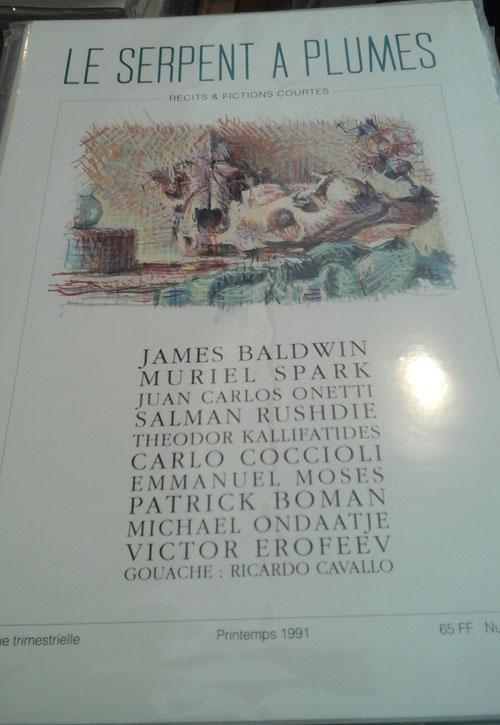 LE SERPENT A PLUMES
RECITS & FICTIONS COURTES
JAMES BALDWIN
MURIEL SPARK
JUAN CARLOS ONETTI
SALMAN RUSHDIE
THEODOR KALLIFATIDES
CARLO COCCIOLI
EMMANUEL MOSES
PATRICK BOMAN
MICHAEL ONDAATJE
VICTOR EROFEEV
GOUACHE : RICARDO CAVALLO
trimestrielle Printemps 1991 65 FF